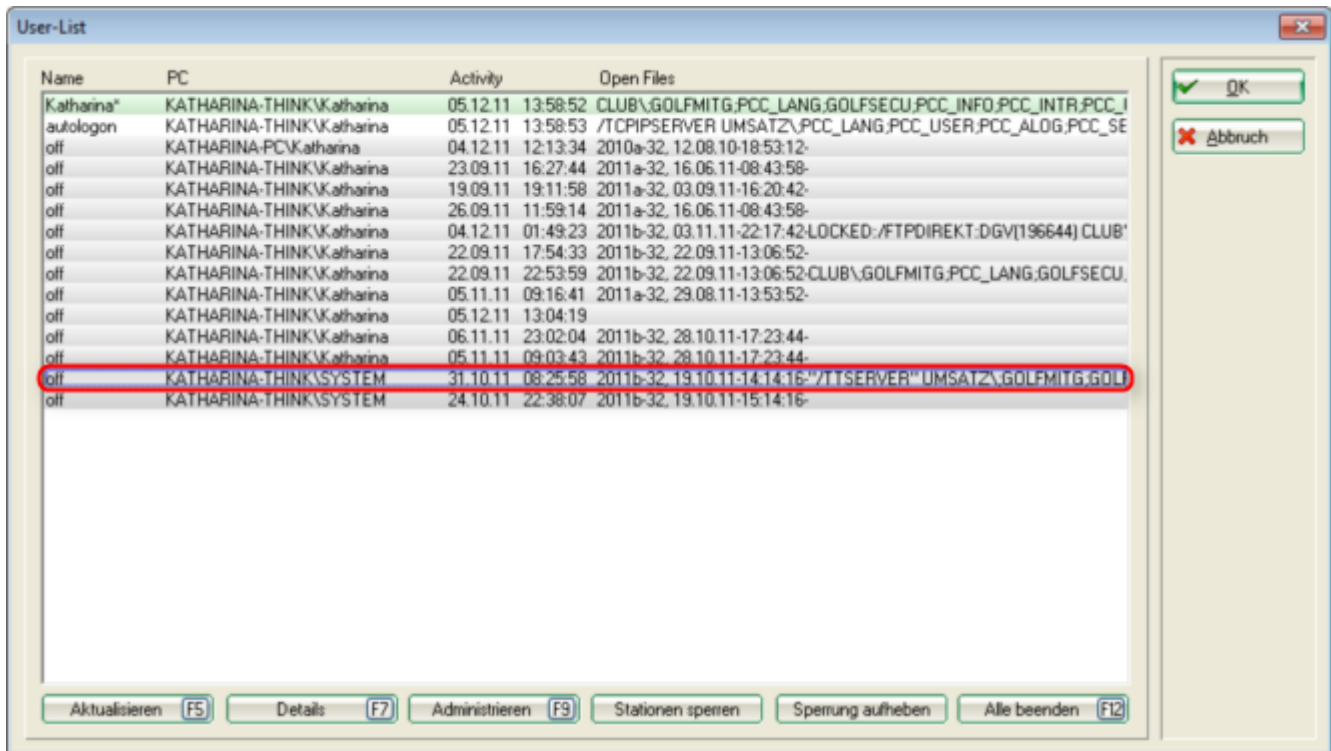 User-List
Name PC Activity Open Files
Katharina* KATHARINA-THINK\Katharina 05.12.11 13:58:52 CLUB\;GOLFMITG;PCC_LANG;GOLFSECU;PCC_INFO;PCC_INTR;PCC_
autologon KATHARINA-THINK\Katharina 05.12.11 13:58:53 /TCPIPSERVER UMSATZ\;PCC_LANG;PCC_USER;PCC_ALOG;PCC_SE
off KATHARINA-PC\Katharina 04.12.11 12:13:34 2010a-32, 12.08.10-18:53:12-
off KATHARINA-THINK\Katharina 23.09.11 16:27:44 2011a-32, 16.06.11-08:43:58-
off KATHARINA-THINK\Katharina 19.09.11 19:11:58 2011a-32, 03.09.11-16:20:42-
off KATHARINA-THINK\Katharina 26.09.11 11:59:14 2011a-32, 16.06.11-08:43:58-
off KATHARINA-THINK\Katharina 04.12.11 01:49:23 2011b-32, 03.11.11-22:17:42-LOCKED:/FTPDIREKT:DGV(196644) CLUB\
off KATHARINA-THINK\Katharina 22.09.11 17:54:33 2011b-32, 22.09.11-13:06:52-
off KATHARINA-THINK\Katharina 22.09.11 22:53:59 2011b-32, 22.09.11-13:06:52-CLUB\;GOLFMITG;PCC_LANG;GOLFSECU,
off KATHARINA-THINK\Katharina 05.11.11 09:16:41 2011a-32, 29.08.11-13:53:52-
off KATHARINA-THINK\Katharina 05.12.11 13:04:19
off KATHARINA-THINK\Katharina 06.11.11 23:02:04 2011b-32, 28.10.11-17:23:44-
off KATHARINA-THINK\Katharina 05.11.11 09:03:43 2011b-32, 28.10.11-17:23:44-
off KATHARINA-THINK\SYSTEM 31.10.11 08:25:58 2011b-32, 19.10.11-14:14:16-"/TTSERVER" UMSATZ\;GOLFMITG;GOLF
off KATHARINA-THINK\SYSTEM 24.10.11 22:38:07 2011b-32, 19.10.11-15:14:16-
OK
Abbruch
Aktualisieren F5 Details F7 Administrieren F9 Stationen sperren Sperrung aufheben Alle beenden F12